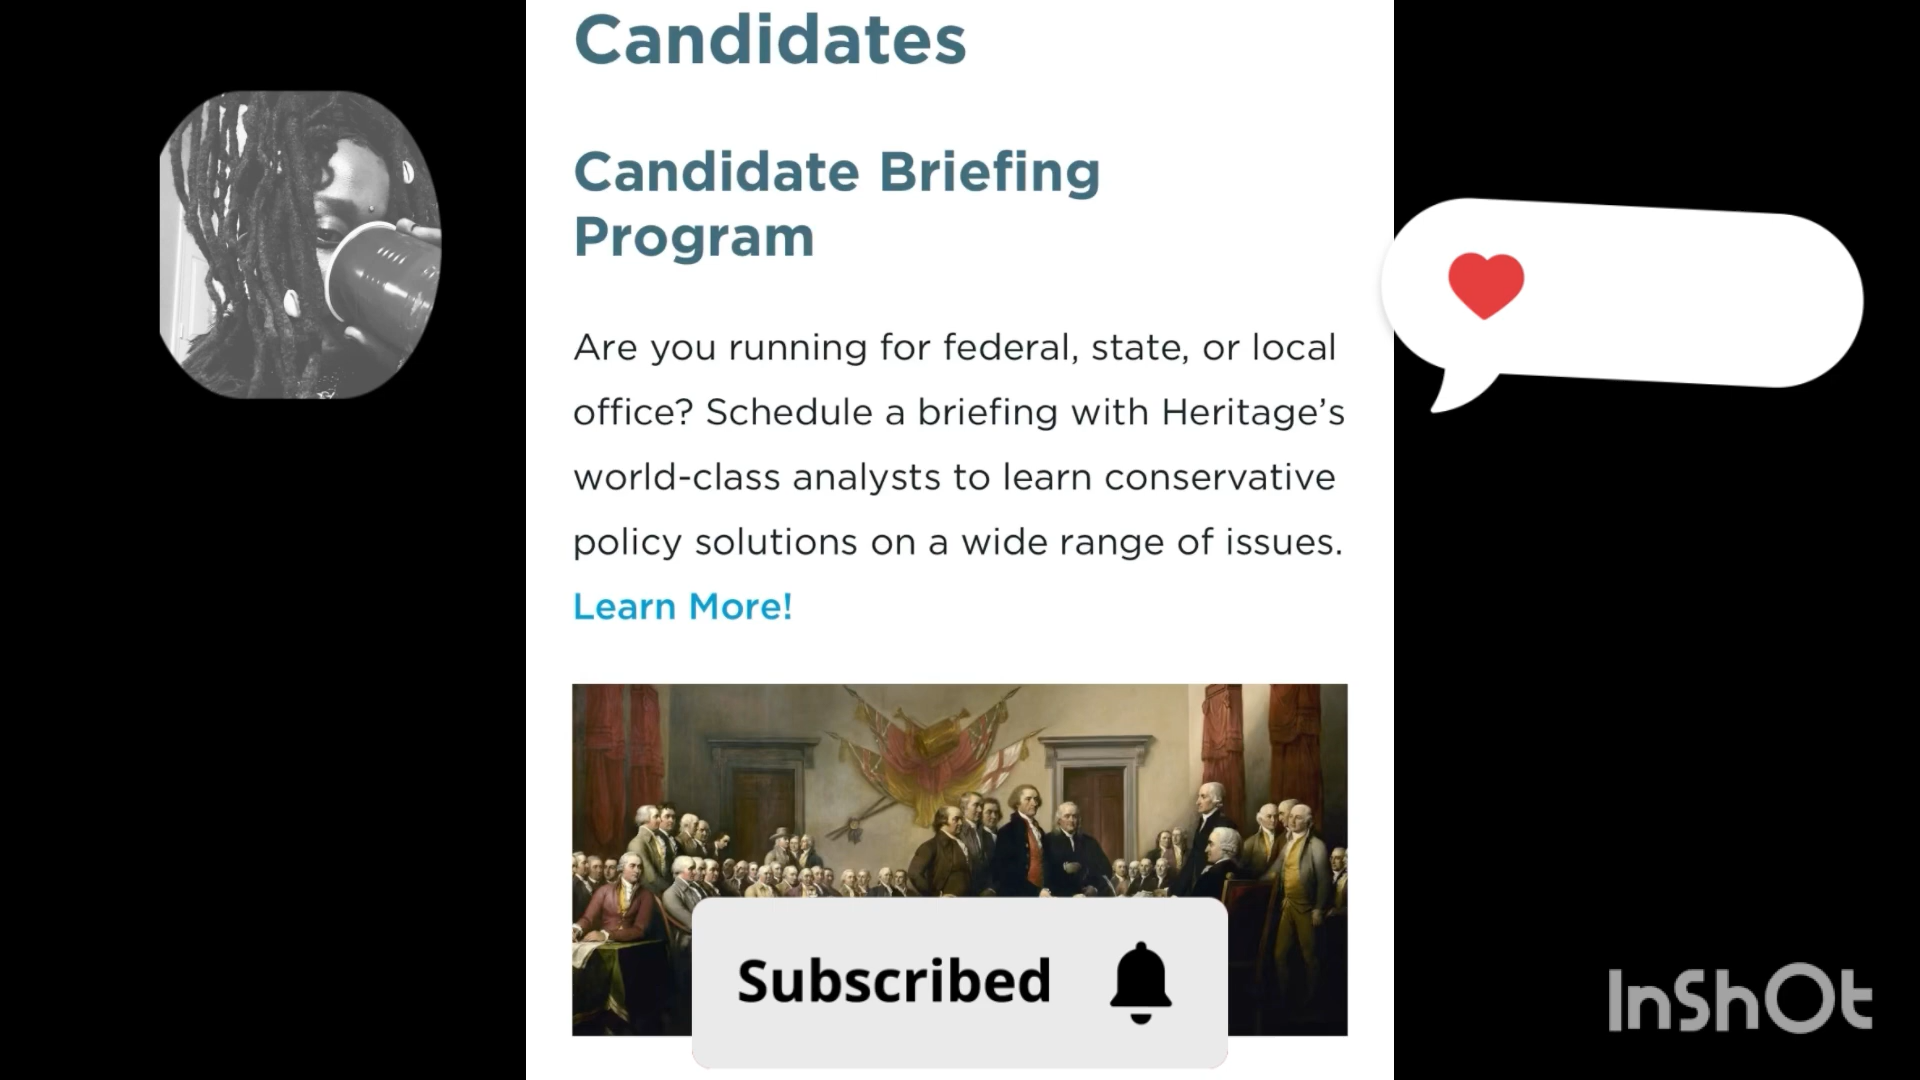 Candidates
Candidate Briefing
Program
Are you running for federal, state, or local
office? Schedule a briefing with Heritage’s
world-class analysts to learn conservative
policy solutions on a wide range of issues.
Learn More!
Subscribed
InShOt